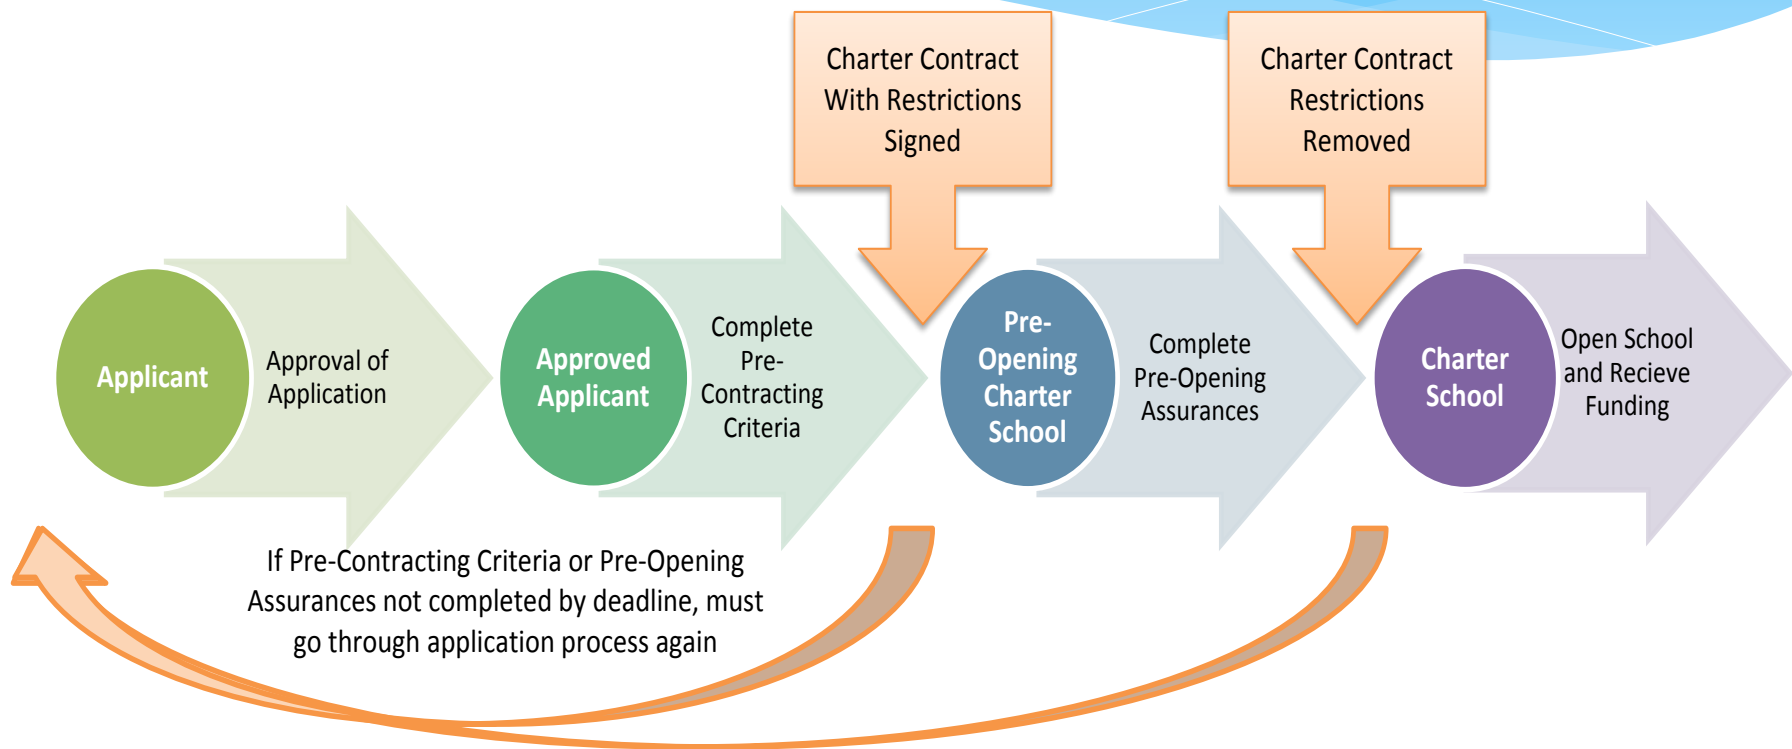 Charter Contract
With Restrictions
Signed
Charter Contract
Restrictions
Removed
Applicant
Approval of
Application
Approved
Applicant
Complete
Pre-
Contracting
Criteria
Pre-
Opening
Charter
School
Complete
Pre-Opening
Assurances
Charter
School
Open School
and Recieve
Funding
If Pre-Contracting Criteria or Pre-Opening
Assurances not completed by deadline, must
go through application process again